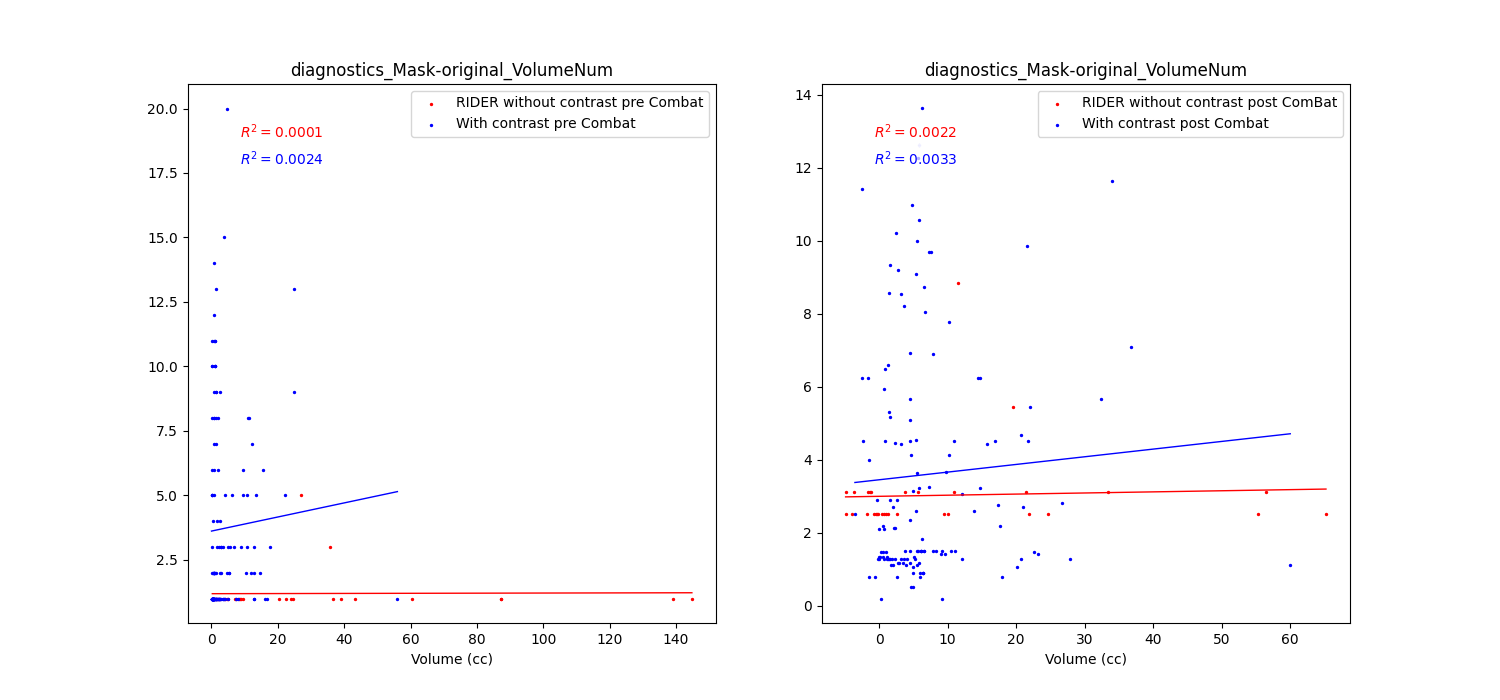 diagnostics_Mask-original_VolumeNum
RIDER without contrast pre Combat
With contrast pre Combat
R² = 0.0001
R² = 0.0024
20.0
17.5
15.0
12.5
10.0
7.5
5.0
2.5
0 20 40 60 80 100 120 140
Volume (cc)
diagnostics_Mask-original_VolumeNum
RIDER without contrast post ComBat
With contrast post Combat
R² = 0.0022
R² = 0.0033
14
12
10
8
6
4
2
0
0 10 20 30 40 50 60
Volume (cc)